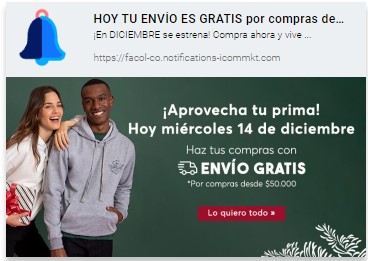 HOY TU ENVÍO ES GRATIS por compras de...
¡En DICIEMBRE se estrena! Compra ahora y vive ...
https://facol-co.notifications-icommkt.com
¡Aprovecha tu prima!
Hoy miércoles 14 de diciembre
Haz tus compras con
ENVÍO GRATIS
*Por compras desde $50.000
Lo quiero todo »